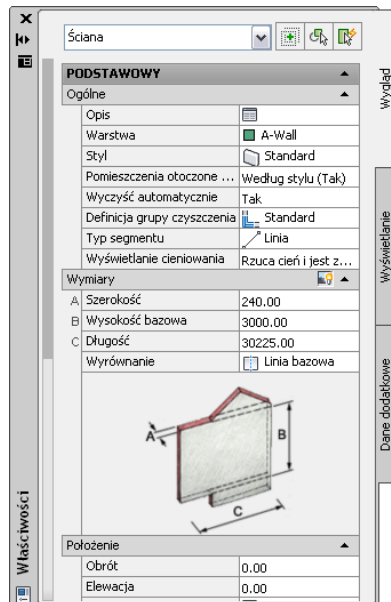 Ściana
PODSTAWOWY
Ogólne
Opis
Warstwa A-Wall
Styl Standard
Pomieszczenia otoczone ... Według stylu (Tak)
Wyczyść automatycznie Tak
Definicja grupy czyszczenia Standard
Typ segmentu Linia
Wyświetlanie cieniowania Rzuca cień i jest z...
Wymiary
A Szerokość 240.00
B Wysokość bazowa 3000.00
C Długość 30225.00
Wyrównanie Linia bazowa
A
B
C
Położenie
Obrót 0.00
Elewacja 0.00
Właściwości
Wygląd
Wyświetlanie
Dane dodatkowe